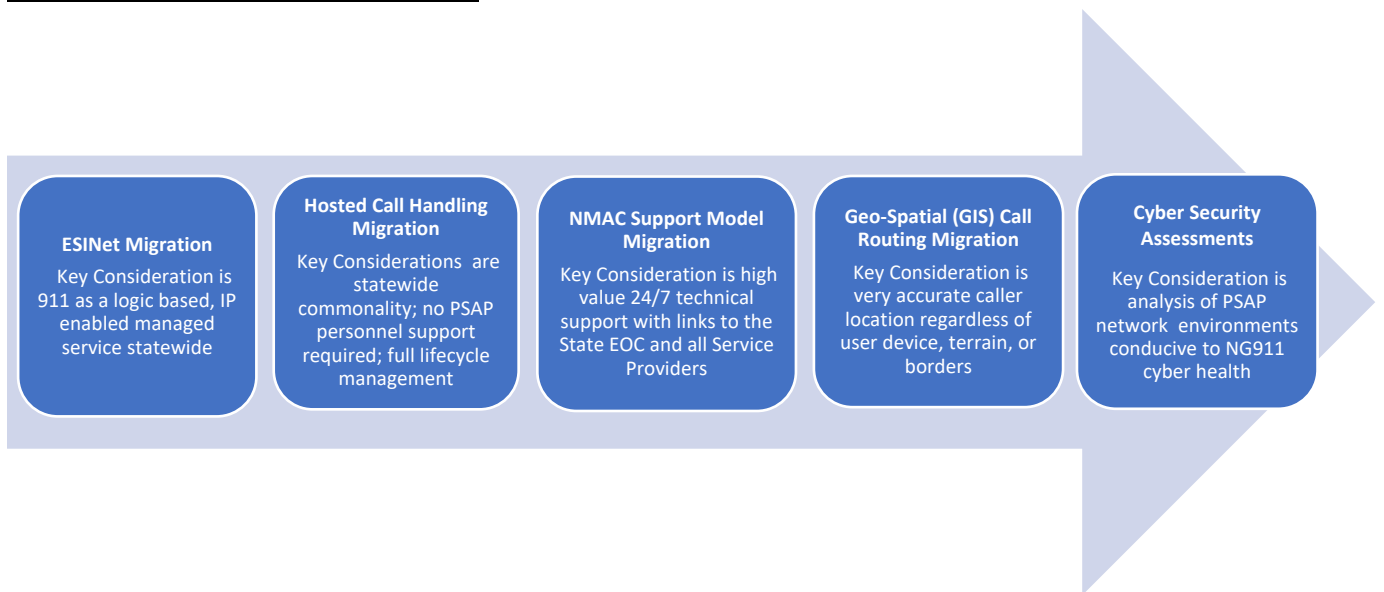 ESINet Migration
Key Consideration is
911 as a logic based, IP
enabled managed
service statewide
Hosted Call Handling
Migration
Key Considerations are
statewide
commonality; no PSAP
personnel support
required; full lifecycle
management
NMAC Support Model
Migration
Key Consideration is high
value 24/7 technical
support with links to the
State EOC and all Service
Providers
Geo-Spatial (GIS) Call
Routing Migration
Key Consideration is
very accurate caller
location regardless of
user device, terrain, or
borders
Cyber Security
Assessments
Key Consideration is
analysis of PSAP
network environments
conducive to NG911
cyber health